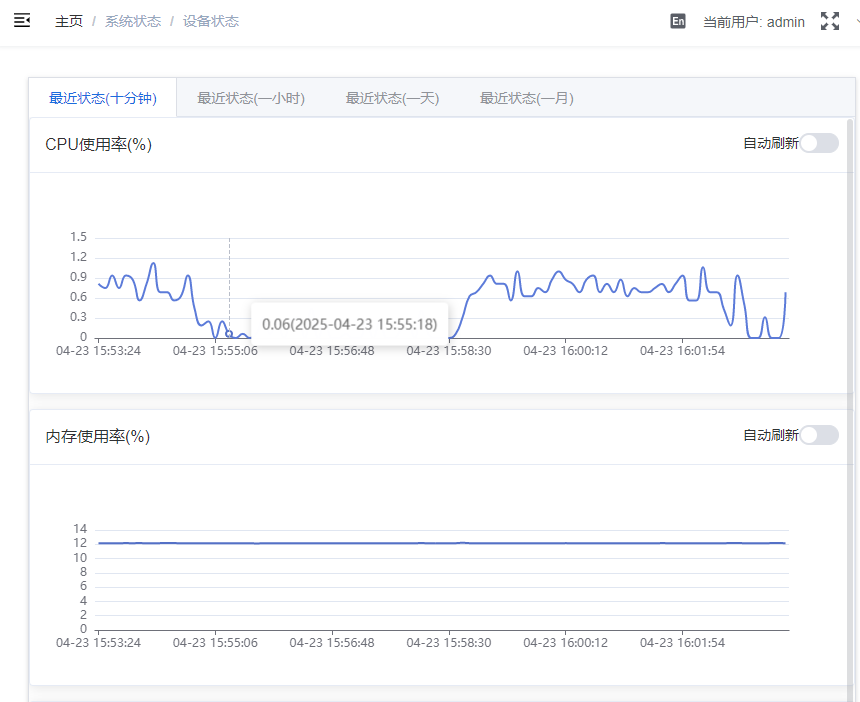 主页 / 系统状态 / 设备状态 En 当前用户: admin
最近状态(十分钟) 最近状态(一小时) 最近状态(一天) 最近状态(一月)
CPU使用率(%) 自动刷新
1.5
1.2
0.9
0.6
0.3
0.06(2025-04-23 15:55:18)
0
04-23 15:53:24 04-23 15:55:06 04-23 15:56:48 04-23 15:58:30 04-23 16:00:12 04-23 16:01:54
内存使用率(%) 自动刷新
14
12
10
8
6
4
2
0
04-23 15:53:24 04-23 15:55:06 04-23 15:56:48 04-23 15:58:30 04-23 16:00:12 04-23 16:01:54